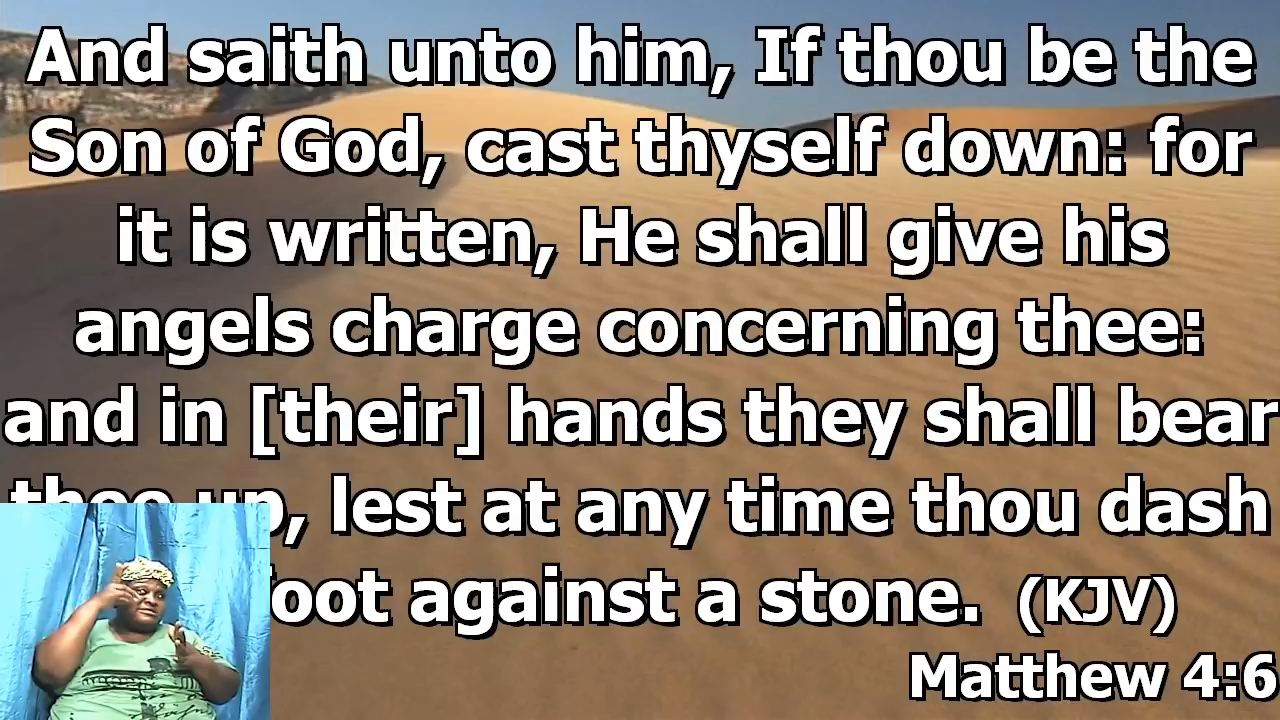 And saith unto him, If thou be the
Son of God, cast thyself down: for
it is written, He shall give his
angels charge concerning thee:
and in [their] hands they shall bear
thee up, lest at any time thou dash
foot against a stone. (KJV)
Matthew 4:6